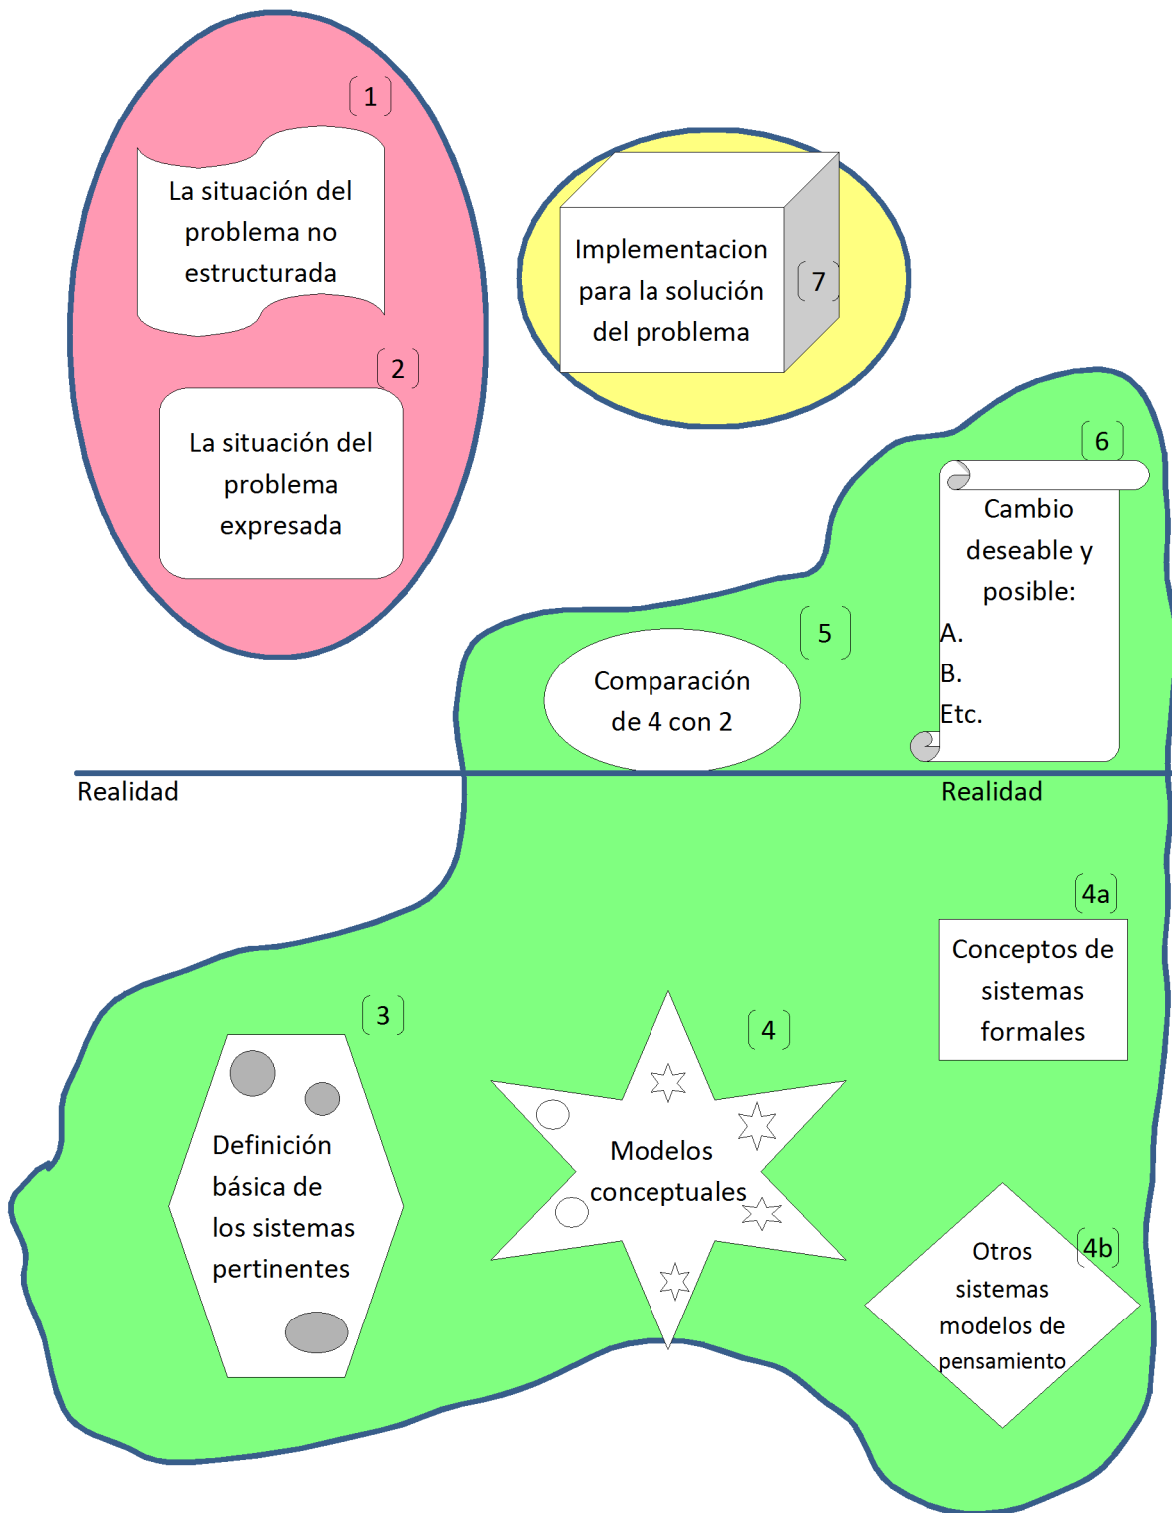 1
La situación del
problema no
estructurada
2
La situación del
problema
expresada
Implementacion
para la solución
del problema
7
6
Cambio
deseable y
posible:
A.
B.
Etc.
5
Comparación
de 4 con 2
Realidad
Realidad
3
Definición
básica de
los sistemas
pertinentes
4
Modelos
conceptuales
4a
Conceptos de
sistemas
formales
4b
Otros
sistemas
modelos de
pensamiento